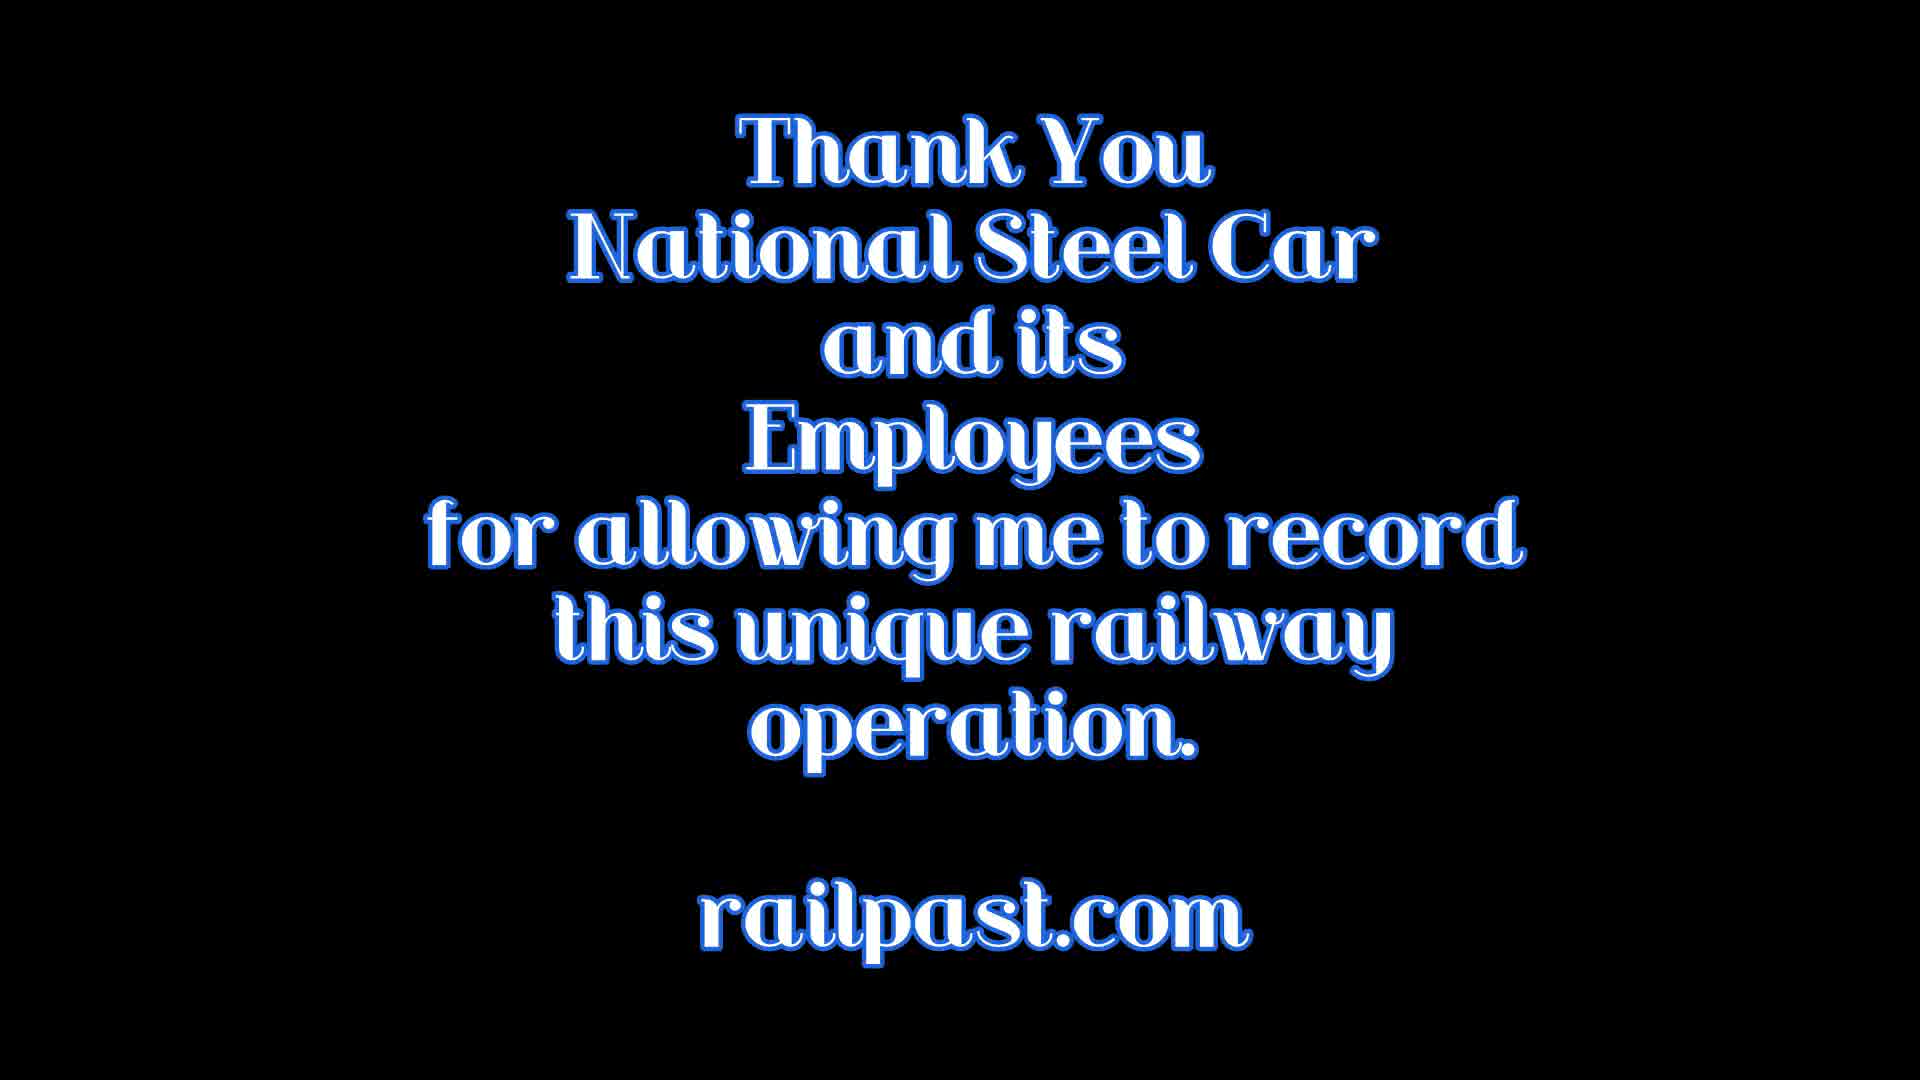 Thank You
National Steel Car
and its
Employees
for allowing me to record
this unique railway
operation.
railpast.com